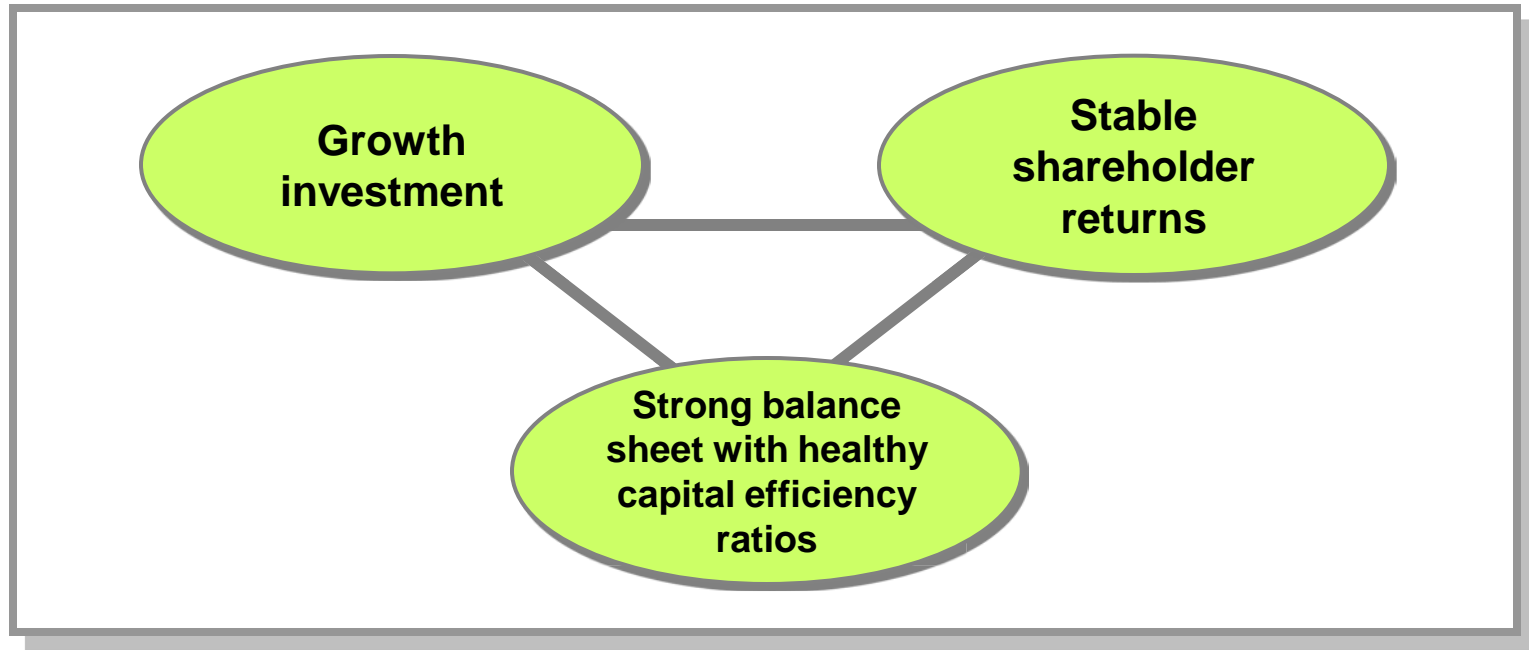 Growth
investment
Stable
shareholder
returns
Strong balance
sheet with healthy
capital efficiency
ratios